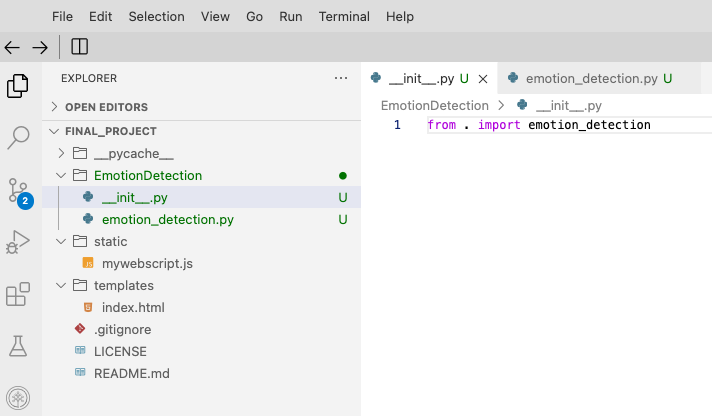 File Edit Selection View Go Run Terminal Help
EXPLORER ···
OPEN EDITORS
FINAL_PROJECT
__pycache__
EmotionDetection
__init__.py U
emotion_detection.py U
static
JS mywebscript.js
templates
index.html
.gitignore
LICENSE
README.md
2
__init__.py U
emotion_detection.py U
EmotionDetection > __init__.py
1 from . import emotion_detection